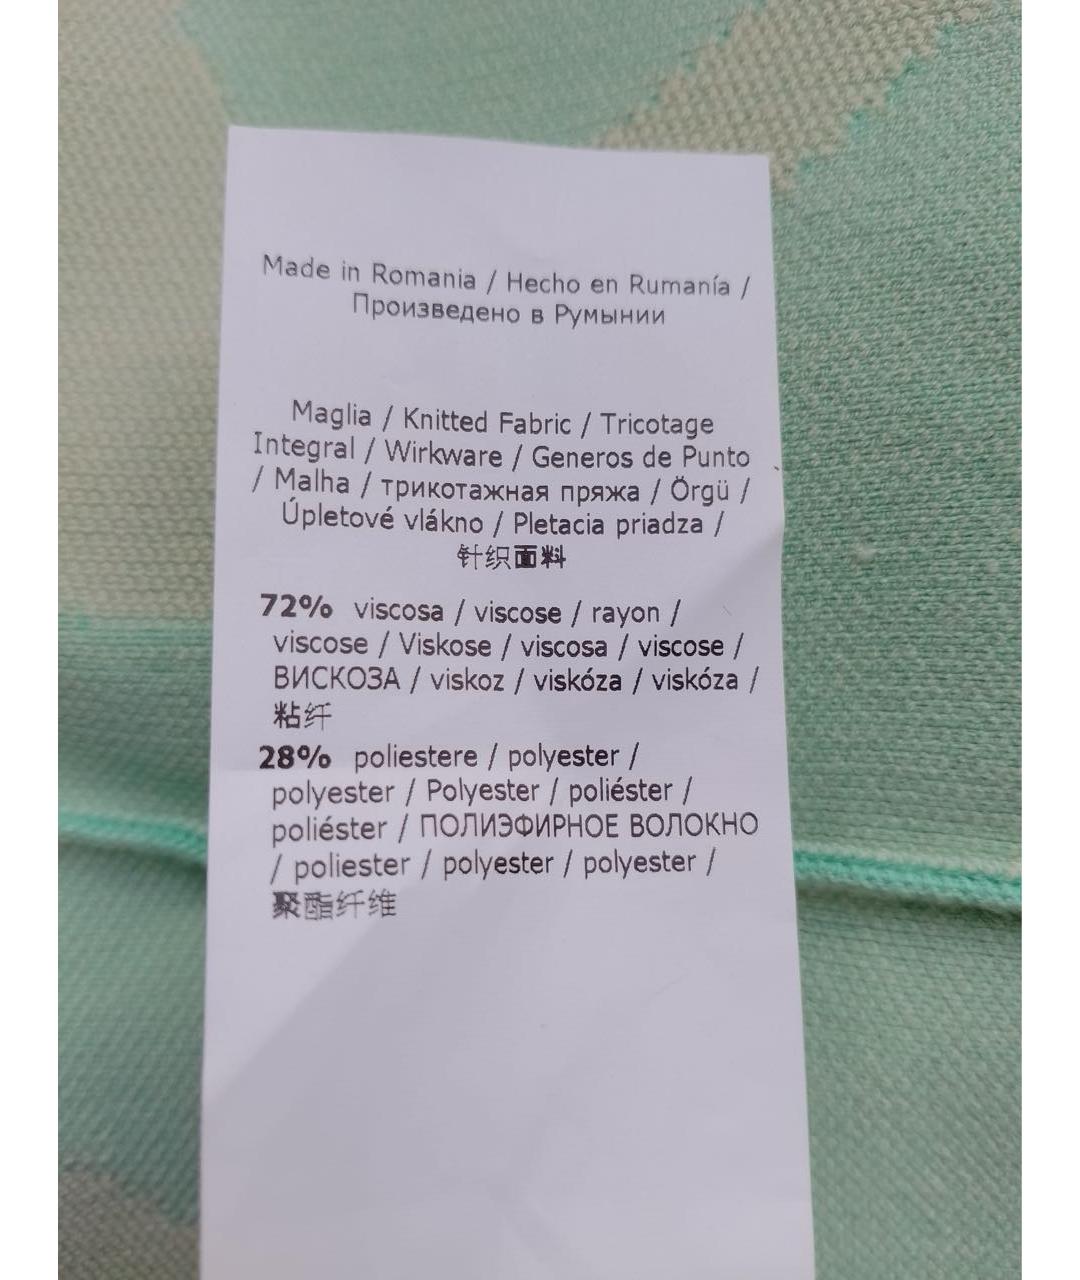 Made in Romania / Hecho en Rumanía /
Произведено в Румынии
Maglia / Knitted Fabric / Tricotage
Integral / Wirkware / Generos de Punto
/ Malha / трикотажная пряжа / Örgü /
Úpletové vlákno / Pletacia priadza /
针织面料
72% viscosa / viscose / rayon /
viscose / Viskose / viscosa / viscose /
ВИСКОЗА / viskoz / viskóza / viskóza /
粘纤
28% poliestere / polyester /
polyester / Polyester / poliéster /
poliéster / ПОЛИЭФИРНОЕ ВОЛОКНО
/ poliester / polyester / polyester /
聚酯纤维